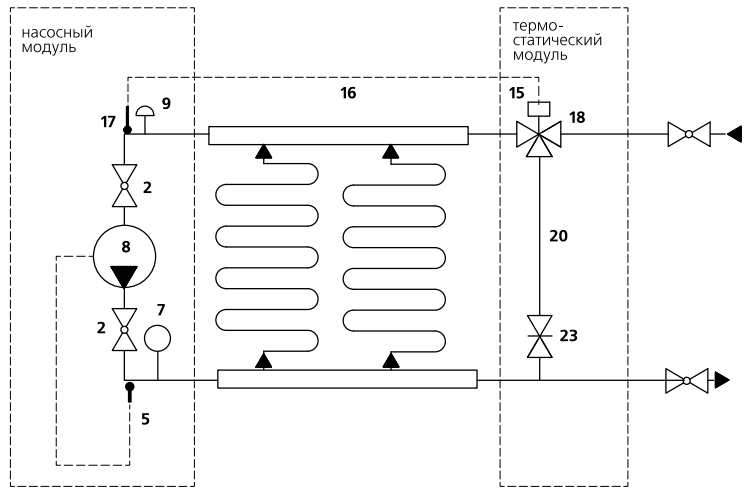 насосный
модуль
термо-
статический
модуль
16
15
9
17
18
2
8
20
2
7
23
5